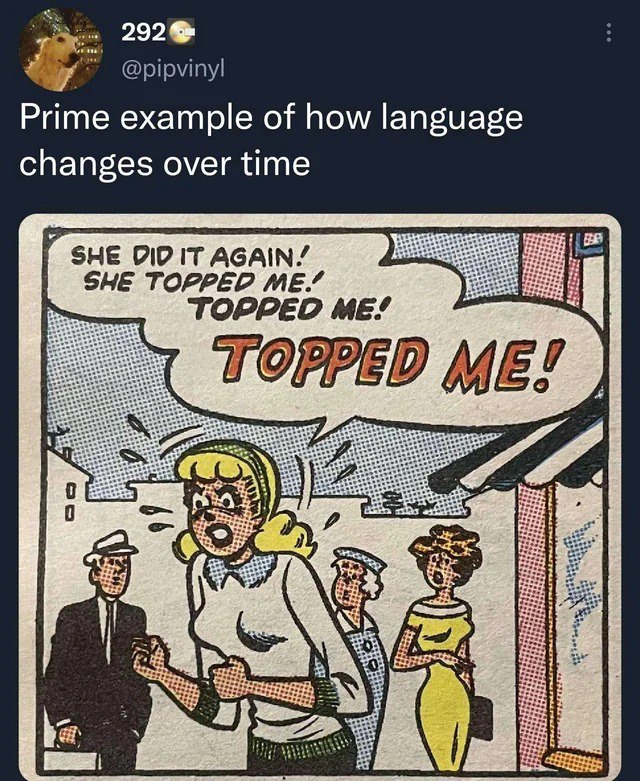 292
@pipvinyl
Prime example of how language
changes over time
SHE DID IT AGAIN!
SHE TOPPED ME!
TOPPED ME!
TOPPED ME!